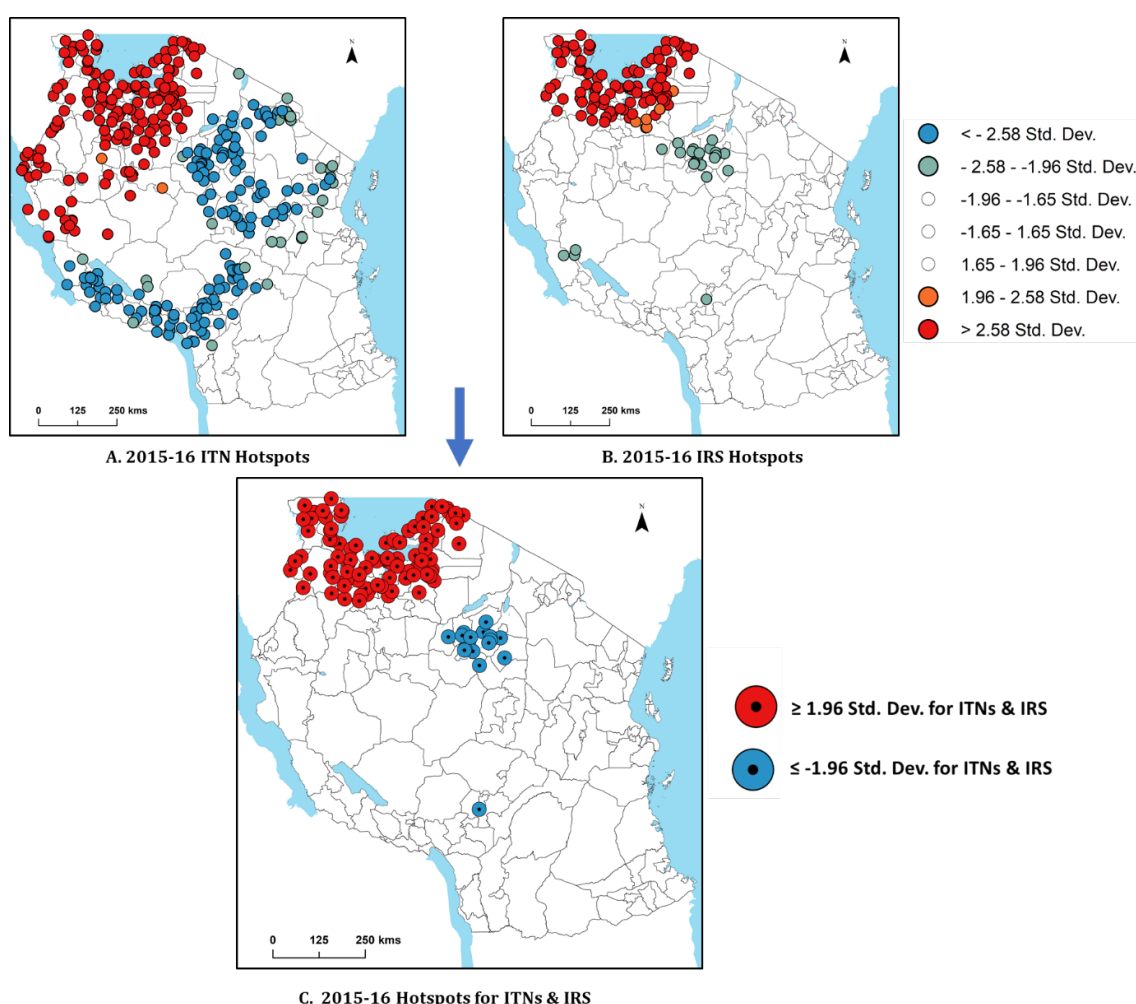 N
0 125 250 kms
A. 2015-16 ITN Hotspots
N
0 125 250 kms
B. 2015-16 IRS Hotspots
< - 2.58 Std. Dev.
- 2.58 - -1.96 Std. Dev.
-1.96 - -1.65 Std. Dev.
-1.65 - 1.65 Std. Dev.
1.65 - 1.96 Std. Dev.
1.96 - 2.58 Std. Dev.
> 2.58 Std. Dev.
N
0 125 250 kms
C. 2015-16 Hotspots for ITNs & IRS
≥ 1.96 Std. Dev. for ITNs & IRS
≤ -1.96 Std. Dev. for ITNs & IRS